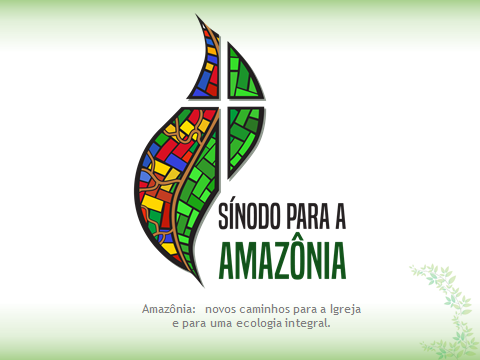 SÍNODO PARA A
AMAZÔNIA
Amazônia: novos caminhos para a Igreja
e para uma ecologia integral.